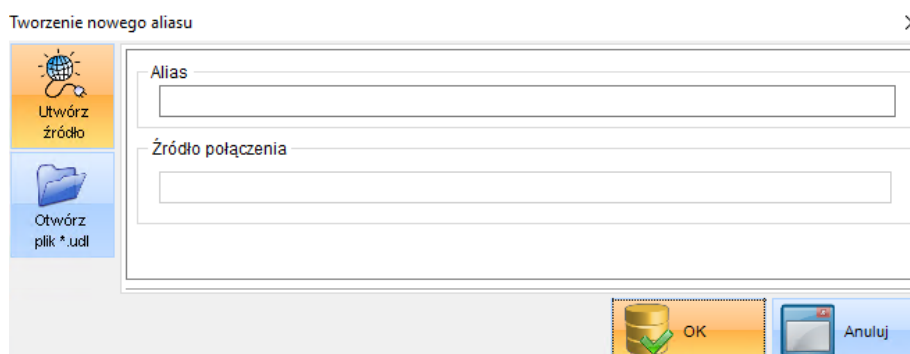 Tworzenie nowego aliasu
Utwórz
źródło
Alias
Źródło połączenia
Otwórz
plik *.udl
OK
Anuluj